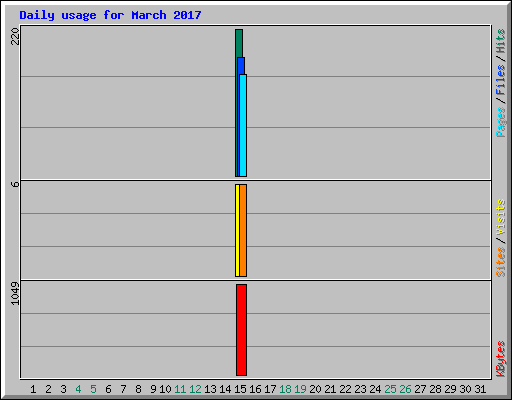 Daily usage for March 2017
220
6
1049
Pages/Files/Hits
Sites/Visits
KBytes
1 2 3 4 5 6 7 8 9 10 11 12 13 14 15 16 17 18 19 20 21 22 23 24 25 26 27 28 29 30 31